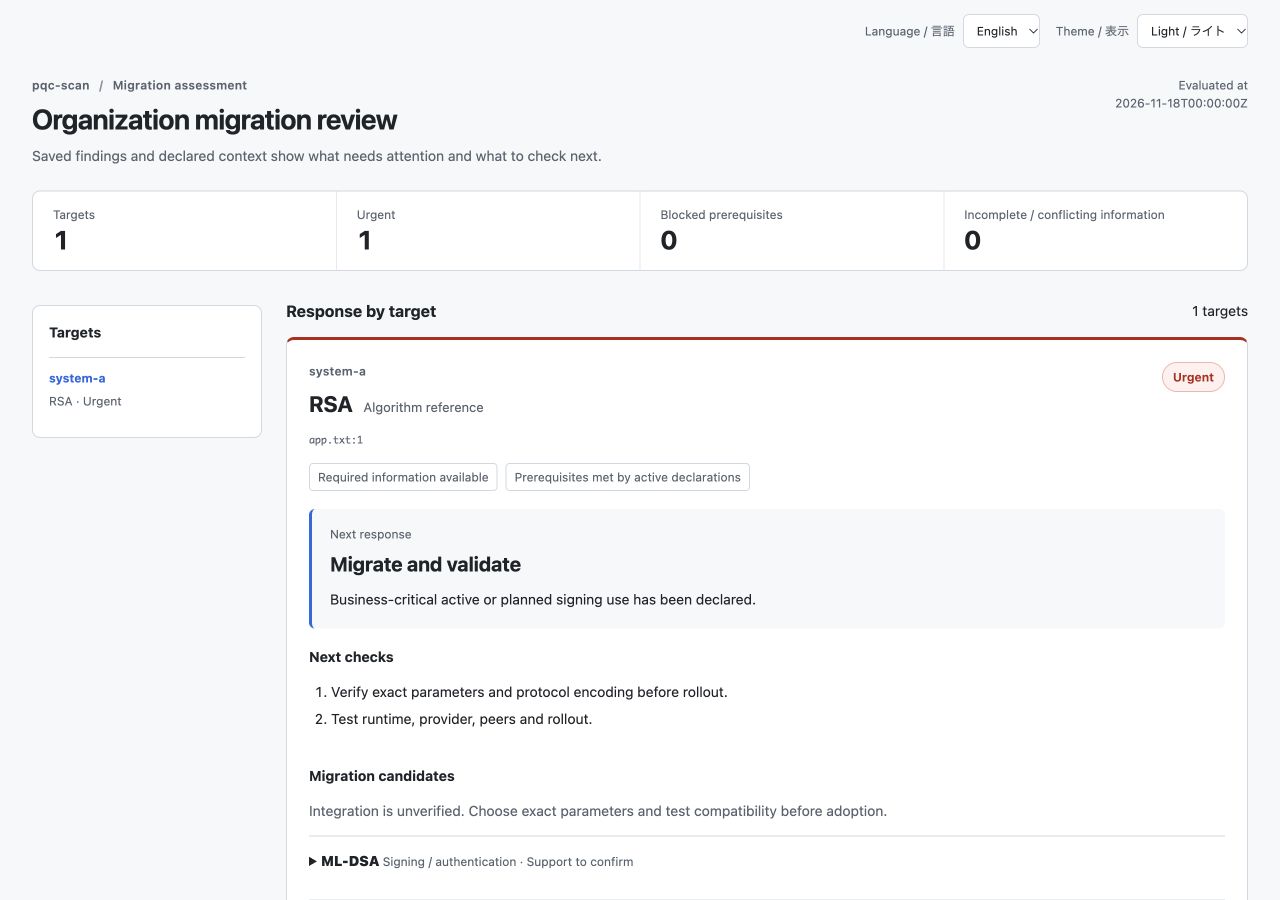 Language / 言語 English Theme / 表示 Light / ライト
pqc-scan / Migration assessment
Evaluated at
2026-11-18T00:00:00Z
Organization migration review
Saved findings and declared context show what needs attention and what to check next.
Targets
1
Urgent
1
Blocked prerequisites
0
Incomplete / conflicting information
0
Targets
system-a
RSA · Urgent
Response by target
1 targets
system-a
Urgent
RSA Algorithm reference
app.txt:1
Required information available
Prerequisites met by active declarations
Next response
Migrate and validate
Business-critical active or planned signing use has been declared.
Next checks
1. Verify exact parameters and protocol encoding before rollout.
2. Test runtime, provider, peers and rollout.
Migration candidates
Integration is unverified. Choose exact parameters and test compatibility before adoption.
ML-DSA Signing / authentication · Support to confirm